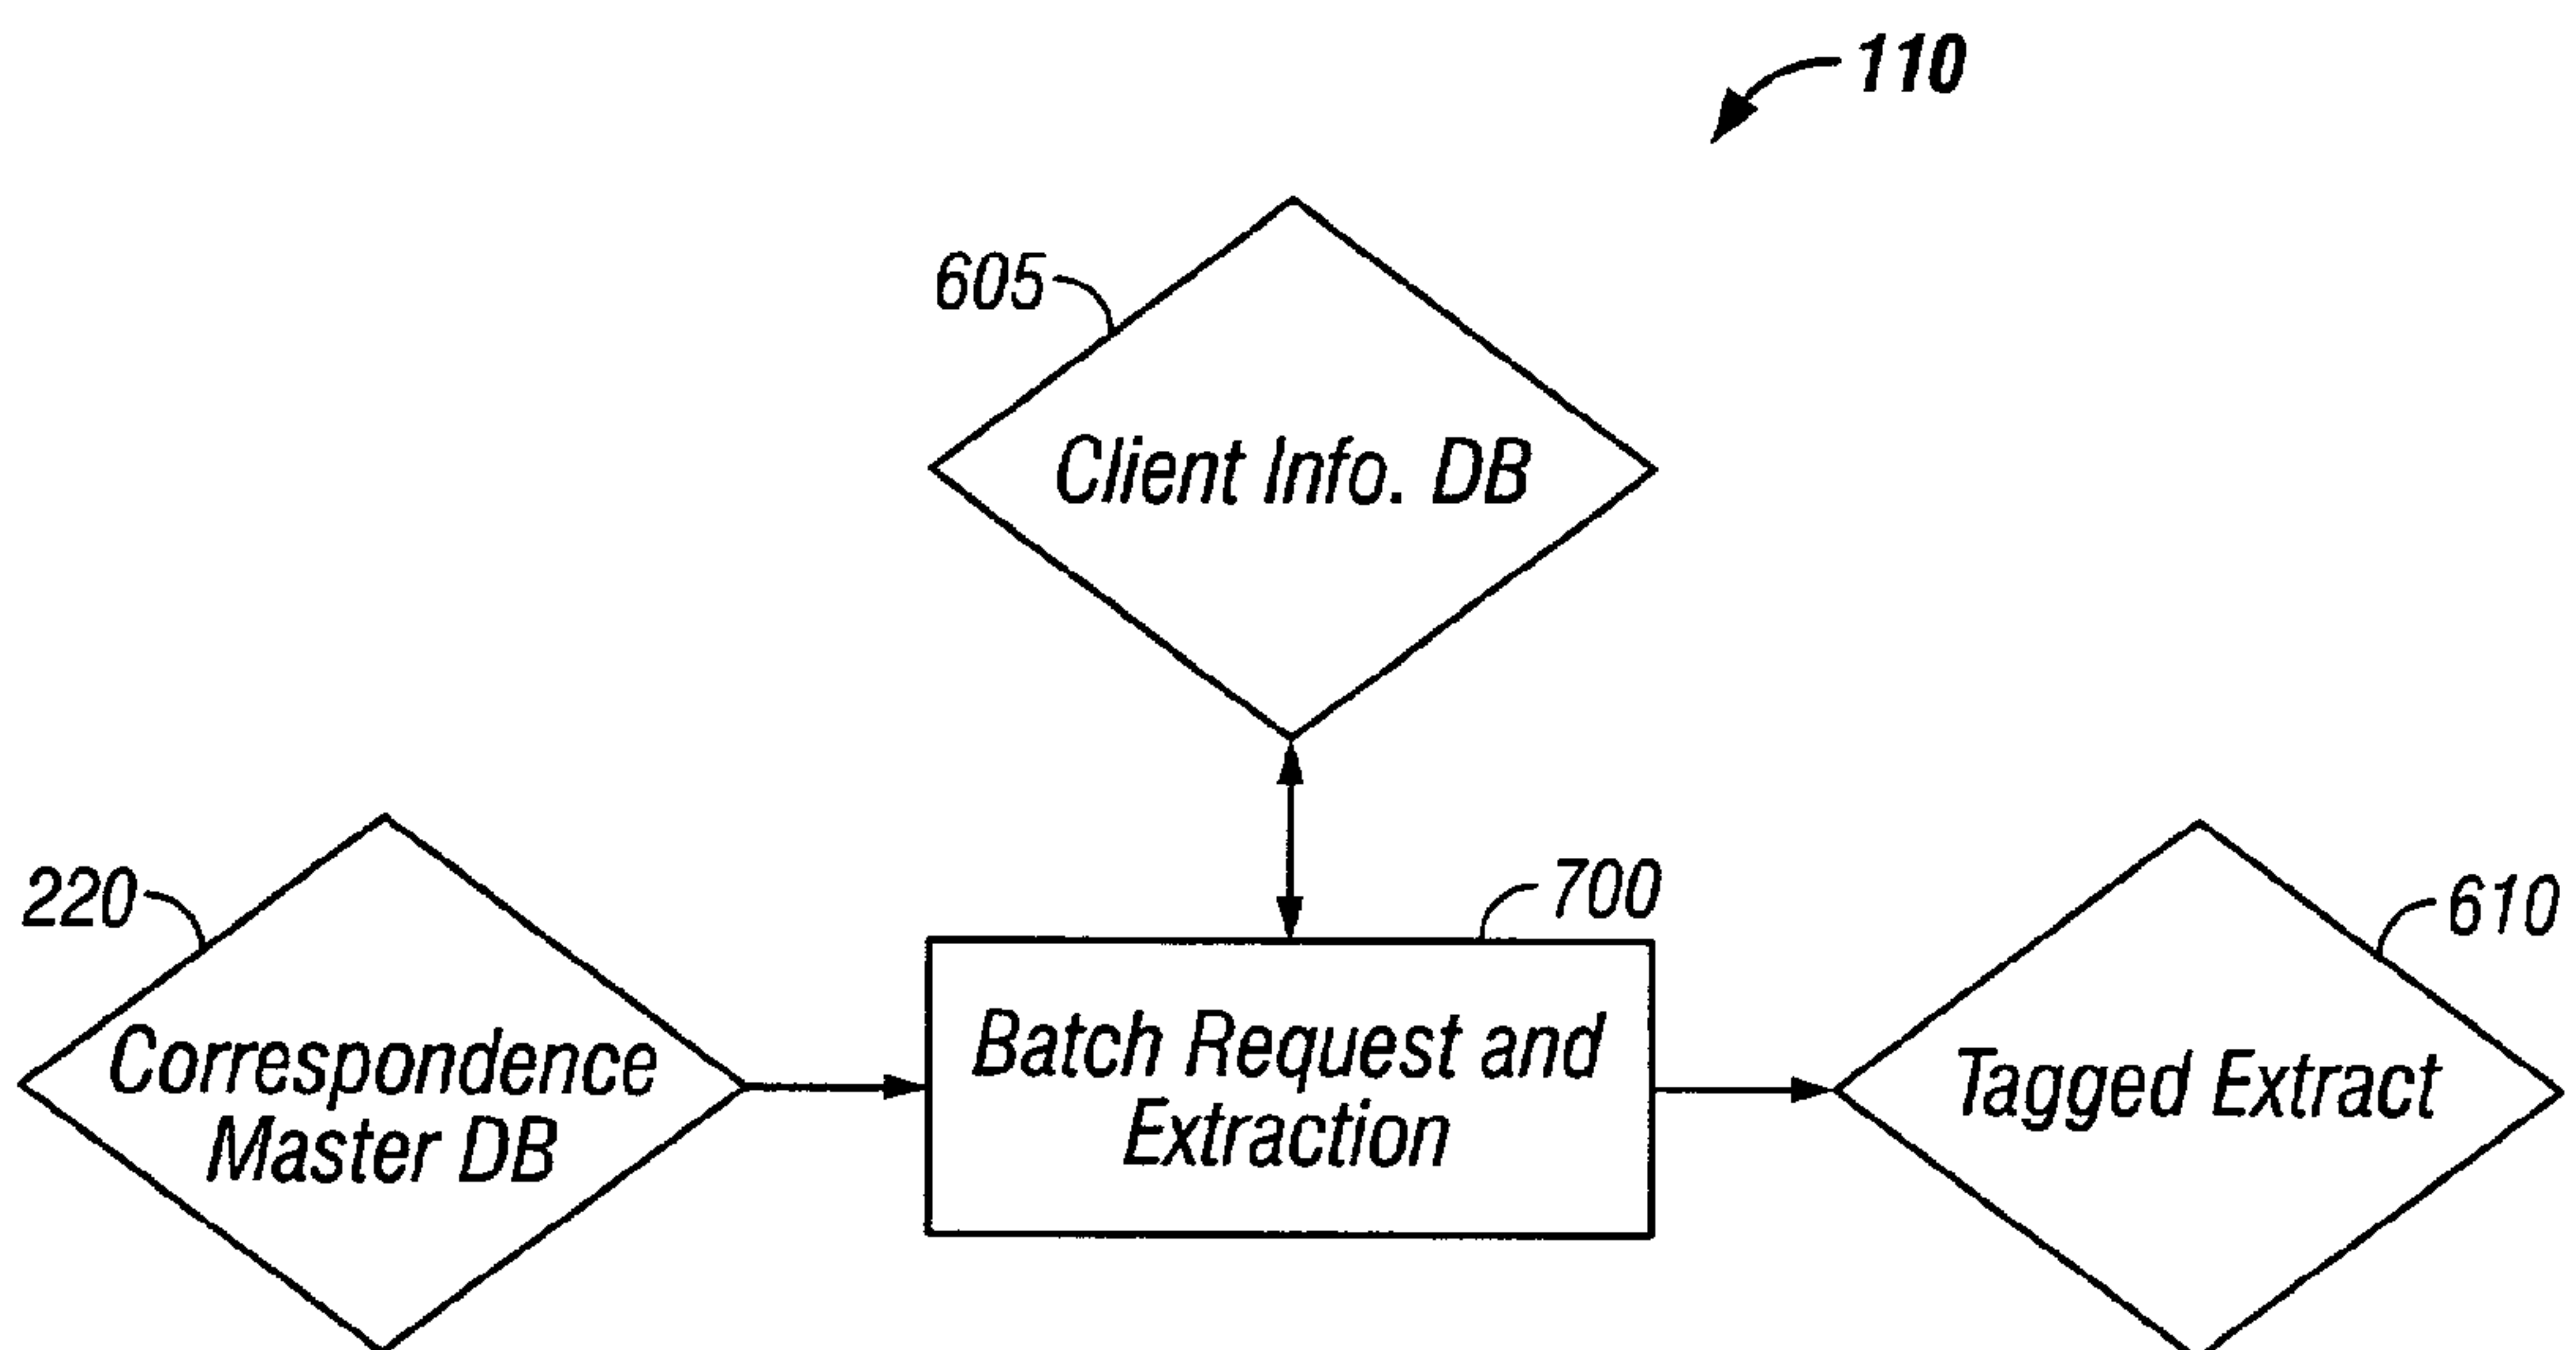 110
605
Client Info. DB
220
700
610
Correspondence
Master DB
Batch Request and
Extraction
Tagged Extract